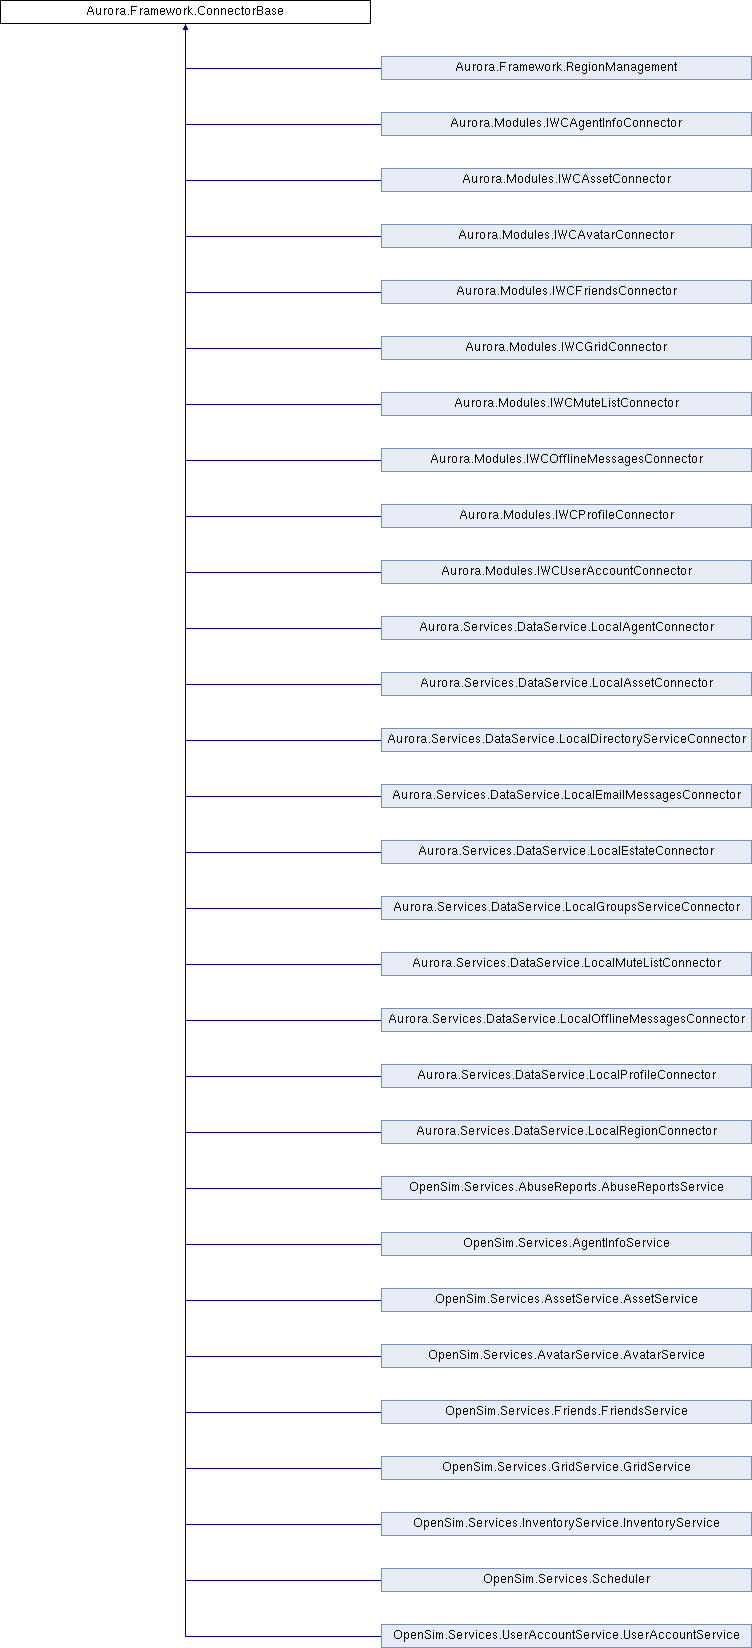 Aurora.Framework.ConnectorBase
Aurora.Framework.RegionManagement
Aurora.Modules.IWCAgentInfoConnector
Aurora.Modules.IWCAssetConnector
Aurora.Modules.IWCAvatarConnector
Aurora.Modules.IWCFriendsConnector
Aurora.Modules.IWCGridConnector
Aurora.Modules.IWCMuteListConnector
Aurora.Modules.IWCOfflineMessagesConnector
Aurora.Modules.IWCProfileConnector
Aurora.Modules.IWCUserAccountConnector
Aurora.Services.DataService.LocalAgentConnector
Aurora.Services.DataService.LocalAssetConnector
Aurora.Services.DataService.LocalDirectoryServiceConnector
Aurora.Services.DataService.LocalEmailMessagesConnector
Aurora.Services.DataService.LocalEstateConnector
Aurora.Services.DataService.LocalGroupsServiceConnector
Aurora.Services.DataService.LocalMuteListConnector
Aurora.Services.DataService.LocalOfflineMessagesConnector
Aurora.Services.DataService.LocalProfileConnector
Aurora.Services.DataService.LocalRegionConnector
OpenSim.Services.AbuseReports.AbuseReportsService
OpenSim.Services.AgentInfoService
OpenSim.Services.AssetService.AssetService
OpenSim.Services.AvatarService.AvatarService
OpenSim.Services.Friends.FriendsService
OpenSim.Services.GridService.GridService
OpenSim.Services.InventoryService.InventoryService
OpenSim.Services.Scheduler
OpenSim.Services.UserAccountService.UserAccountService